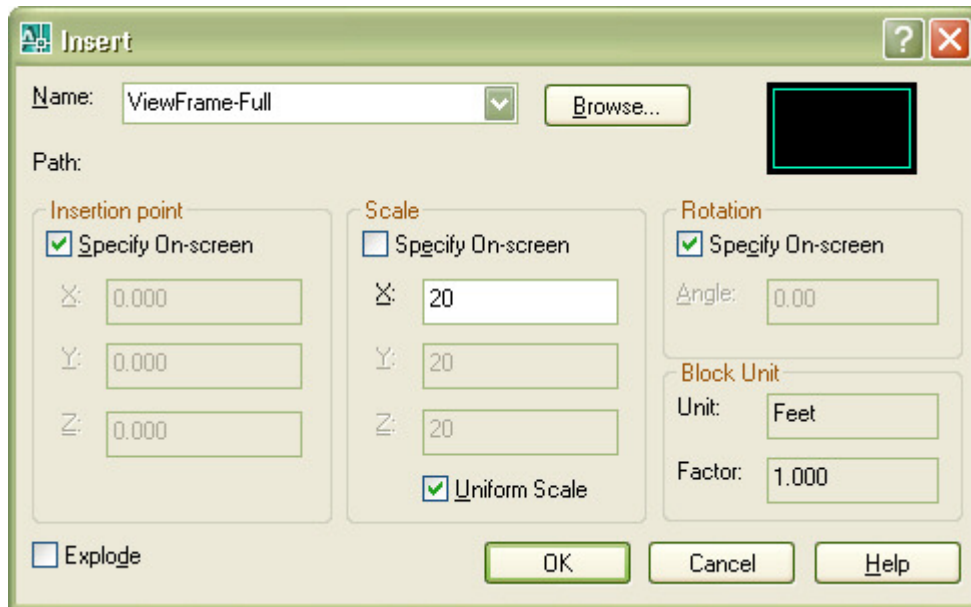 Insert
Name: ViewFrame-Full Browse...
Path:
Insertion point
Specify On-screen
X: 0.000
Y: 0.000
Z: 0.000
Scale
Specify On-screen
X: 20
Y: 20
Z: 20
Uniform Scale
Rotation
Specify On-screen
Angle: 0.00
Block Unit
Unit: Feet
Factor: 1.000
Explode
OK Cancel Help